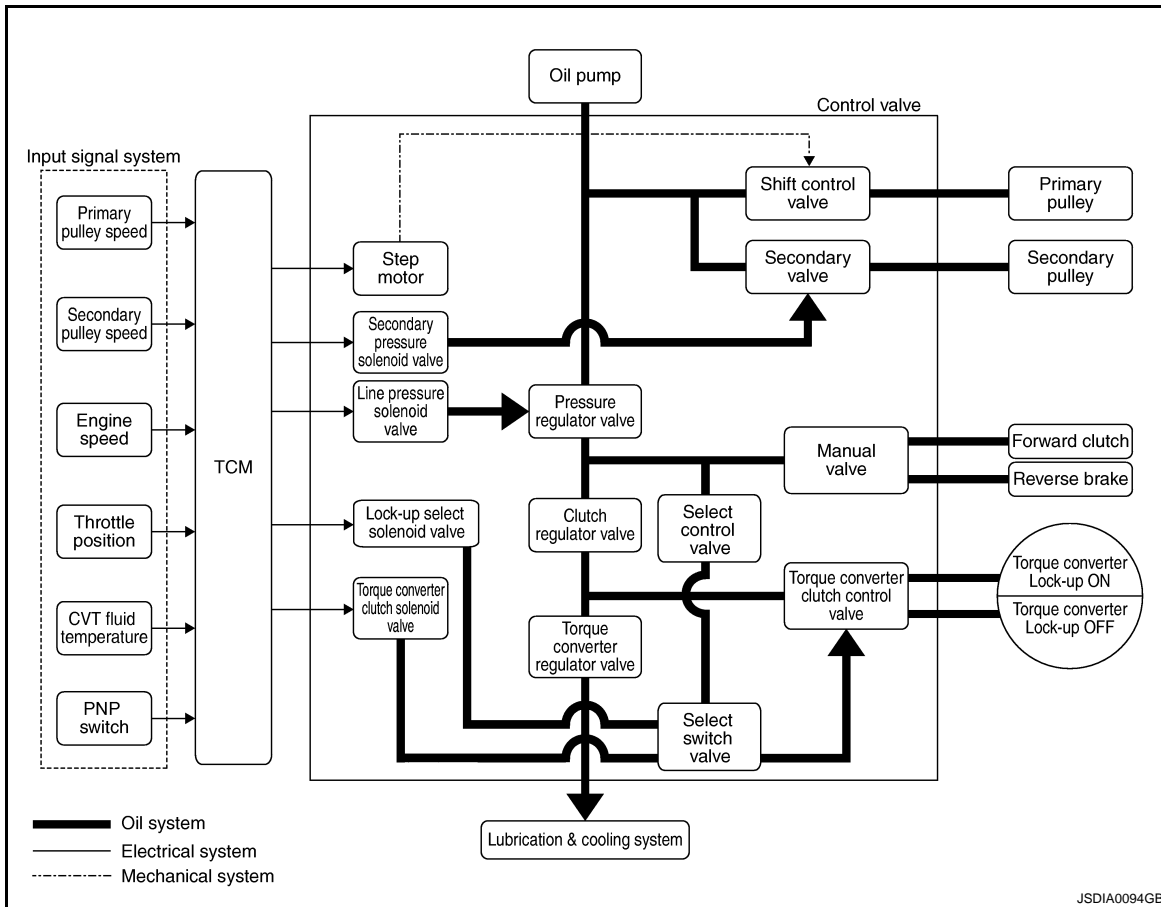 Oil pump
Control valve
Input signal system
Primary
pulley speed
Secondary
pulley speed
Engine
speed
Throttle
position
CVT fluid
temperature
PNP
switch
TCM
Step
motor
Secondary
pressure
solenoid valve
Line pressure
solenoid
valve
Lock-up select
solenoid valve
Torque converter
clutch solenoid
valve
Pressure
regulator valve
Clutch
regulator valve
Torque
converter
regulator valve
Shift control
valve
Secondary
valve
Manual
valve
Select
control
valve
Torque converter
clutch control
valve
Select
switch
valve
Primary
pulley
Secondary
pulley
Forward clutch
Reverse brake
Torque converter
Lock-up ON
Torque converter
Lock-up OFF
Lubrication & cooling system
Oil system
Electrical system
Mechanical system
JSDIA0094GB